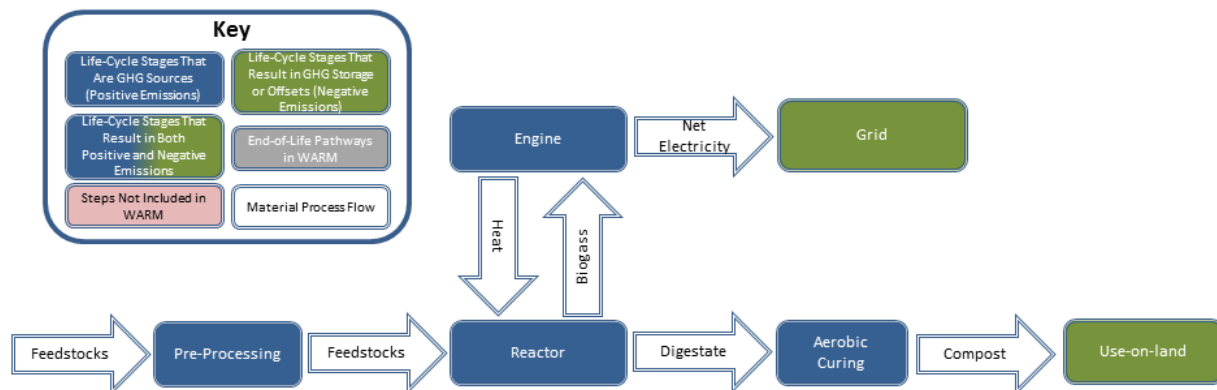 Key
Life-Cycle Stages That
Are GHG Sources
(Positive Emissions)
Life-Cycle Stages That
Result in GHG Storage
or Offsets (Negative
Emissions)
Life-Cycle Stages That
Result in Both
Positive and Negative
Emissions
End-of-Life Pathways
in WARM
Steps Not Included in
WARM
Material Process Flow
Engine
Net
Electricity
Grid
Heat
Biogass
Feedstocks
Pre-Processing
Feedstocks
Reactor
Digestate
Aerobic
Curing
Compost
Use-on-land